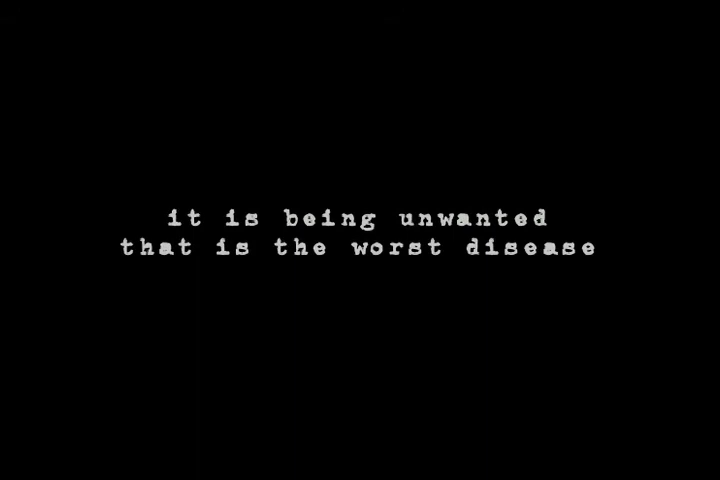 it is being unwanted
that is the worst disease